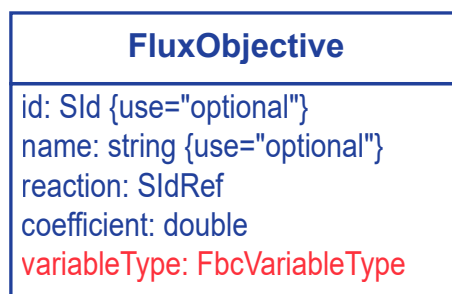 FluxObjective
id: SId {use="optional"}
name: string {use="optional"}
reaction: SIdRef
coefficient: double
variableType: FbcVariableType